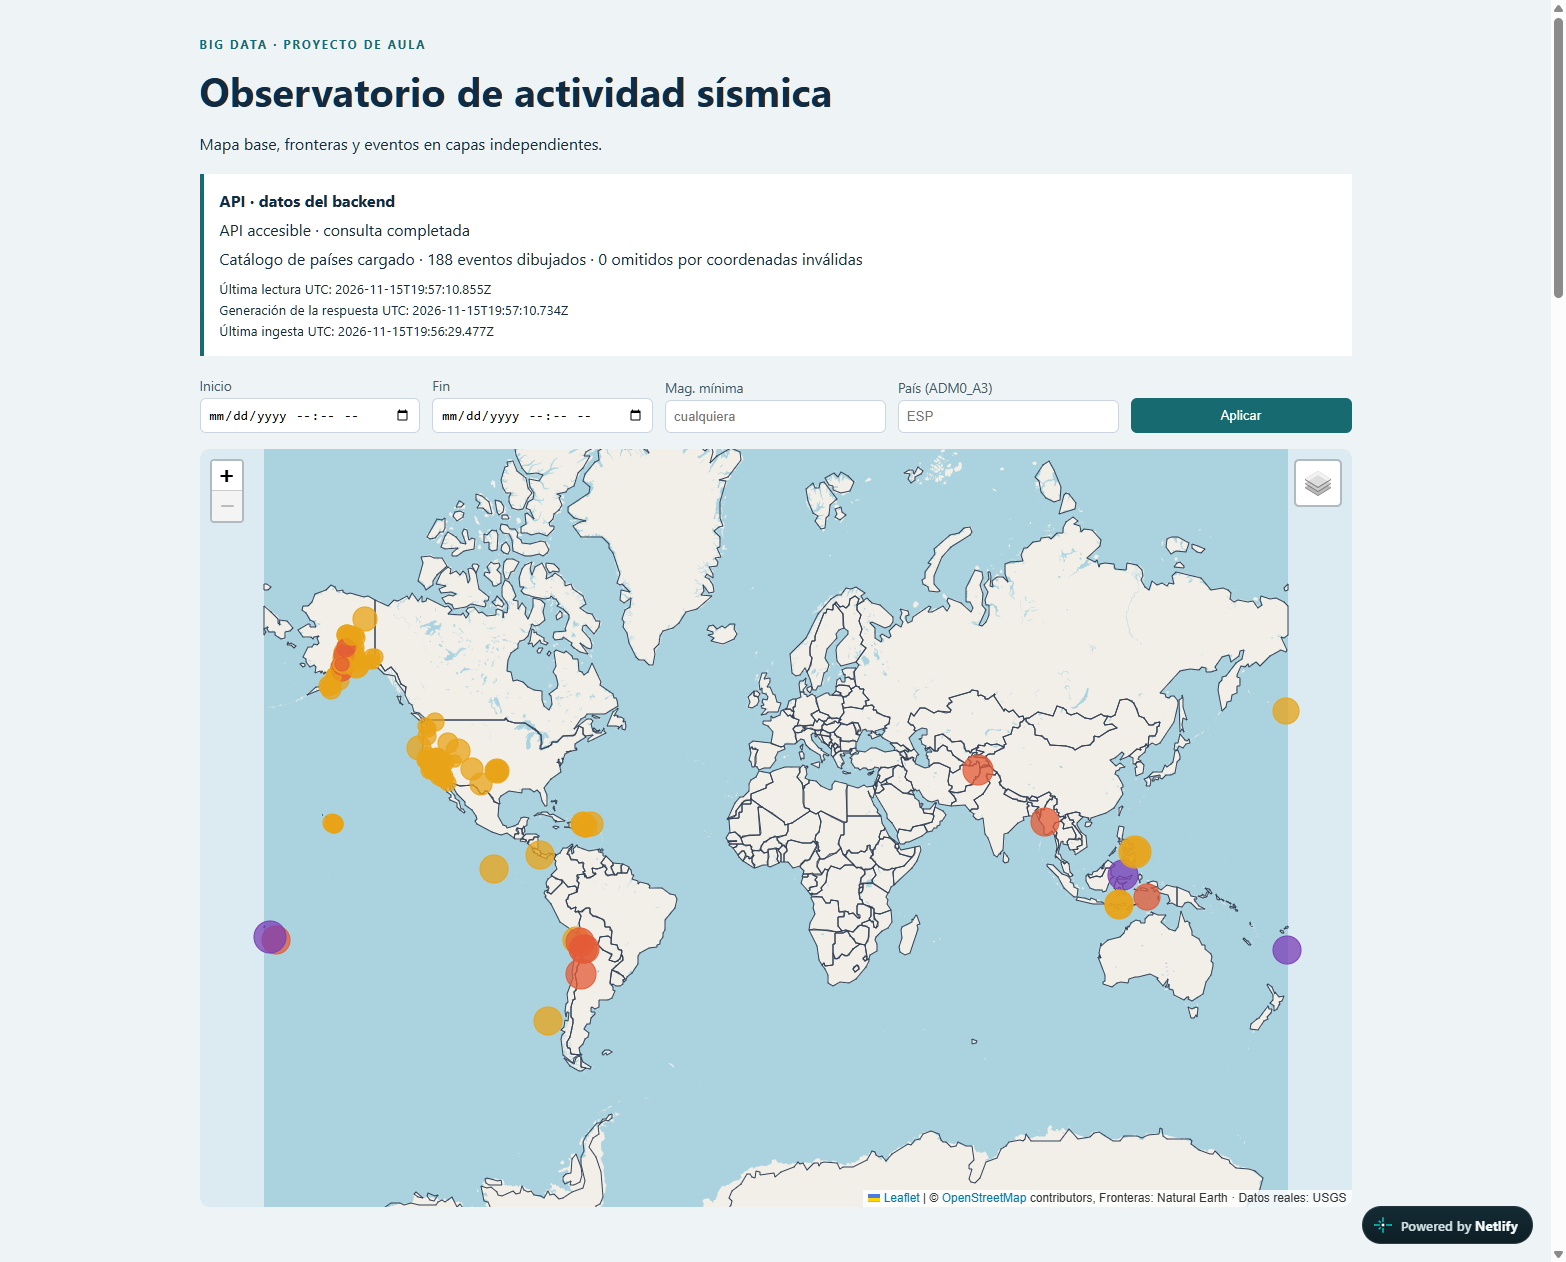 BIG DATA · PROYECTO DE AULA
Observatorio de actividad sísmica
Mapa base, fronteras y eventos en capas independientes.
API · datos del backend
API accesible · consulta completada
Catálogo de países cargado · 188 eventos dibujados · 0 omitidos por coordenadas inválidas
Última lectura UTC: 2026-11-15T19:57:10.855Z
Generación de la respuesta UTC: 2026-11-15T19:57:10.734Z
Última ingesta UTC: 2026-11-15T19:56:29.477Z
Inicio
Fin
Mag. mínima
País (ADM0_A3)
mm/dd/yyyy --:-- --
mm/dd/yyyy --:-- --
cualquiera
ESP
Aplicar
+
−
Leaflet | © OpenStreetMap contributors, Fronteras: Natural Earth · Datos reales: USGS
Powered by Netlify